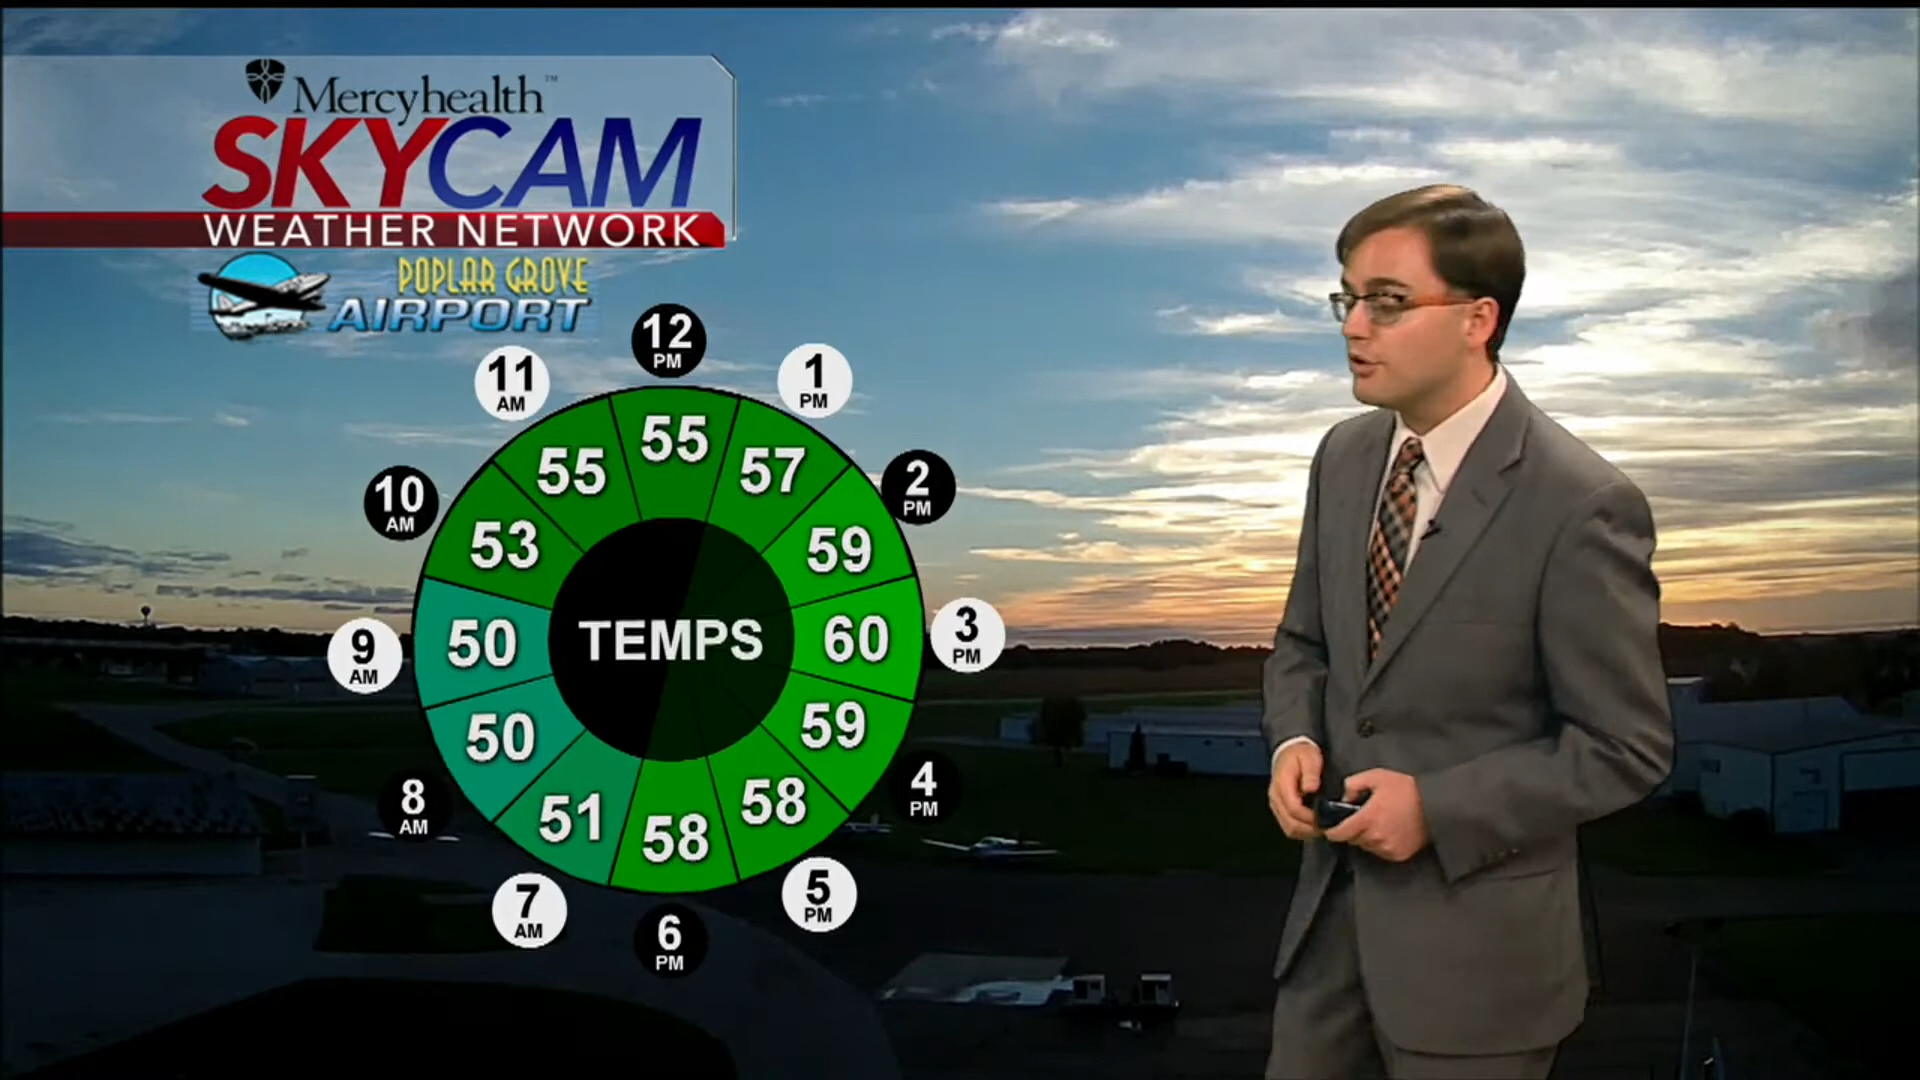 Mercyhealth™
SKYCAM
WEATHER NETWORK
POPLAR GROVE
AIRPORT
12
PM
55
1
PM
57
2
PM
59
3
PM
60
4
PM
59
5
PM
58
6
PM
58
7
AM
51
8
AM
50
9
AM
50
10
AM
53
11
AM
55
TEMPS